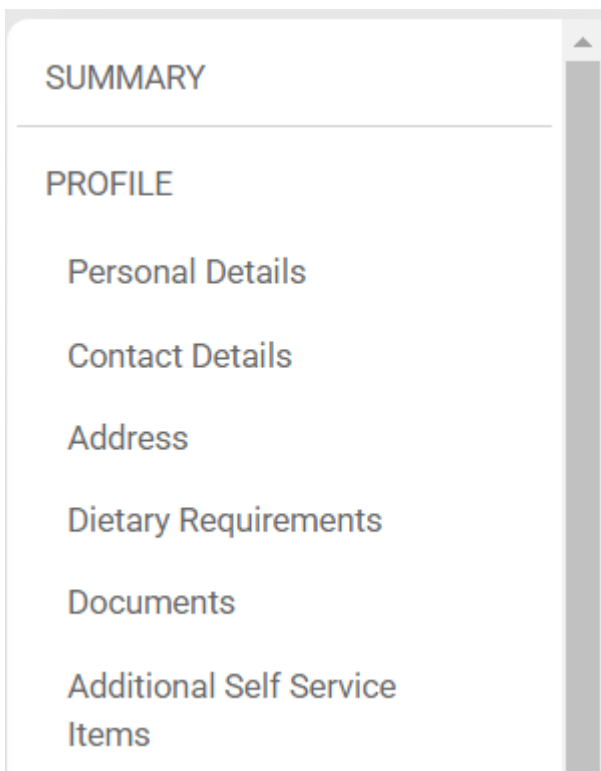 SUMMARY
PROFILE
Personal Details
Contact Details
Address
Dietary Requirements
Documents
Additional Self Service
Items